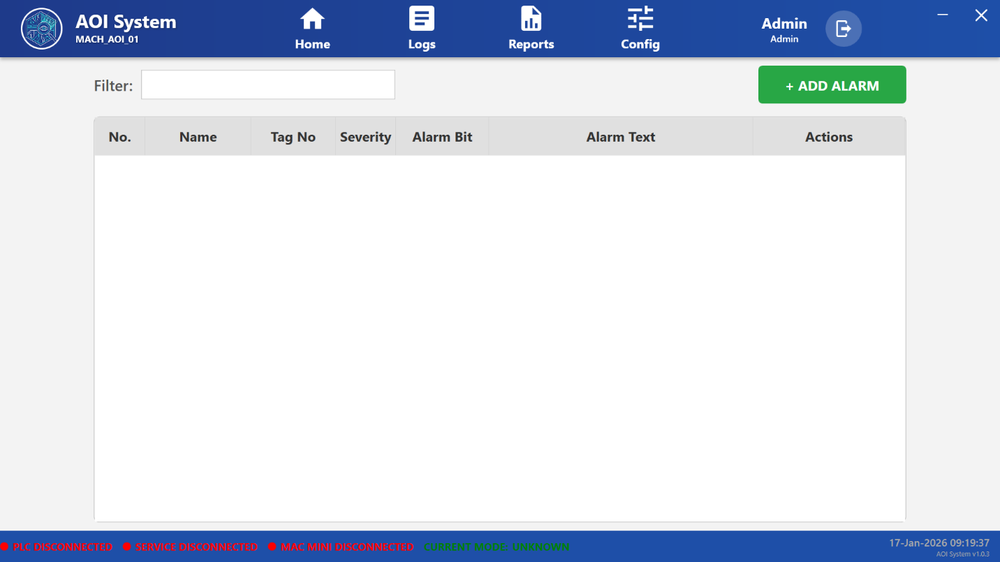 AOI System
MACH_AOI_01
Home
Logs
Reports
Config
Admin
Admin
Filter:
+ ADD ALARM
No.
Name
Tag No
Severity
Alarm Bit
Alarm Text
Actions
PLC DISCONNECTED
SERVICE DISCONNECTED
MAC MINI DISCONNECTED
CURRENT MODE: UNKNOWN
17-Jan-2026 09:19:37
AOI System v1.0.3